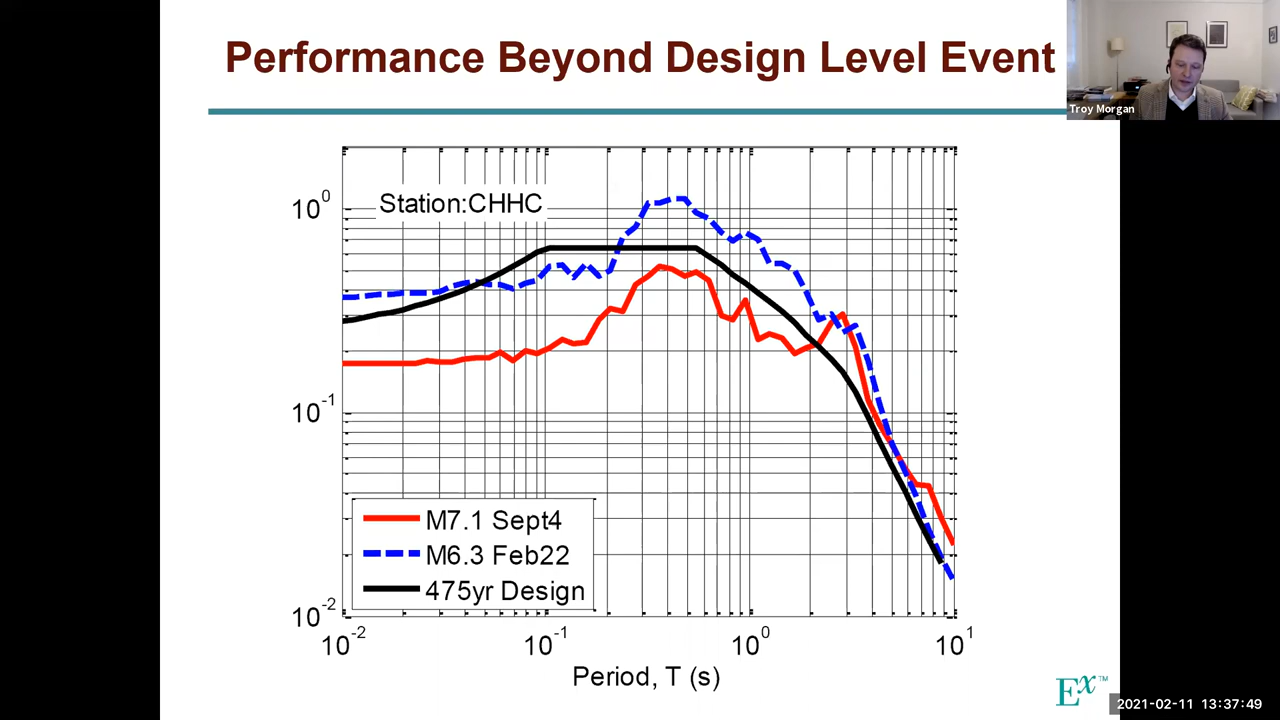 Performance Beyond Design Level Event
Troy Morgan
Station:CHHC
10^0
10^-1
10^-2
M7.1 Sept4
M6.3 Feb22
475yr Design
10^-2
10^-1
10^0
10^1
Period, T (s)
Ex™
2021-02-11 13:37:49